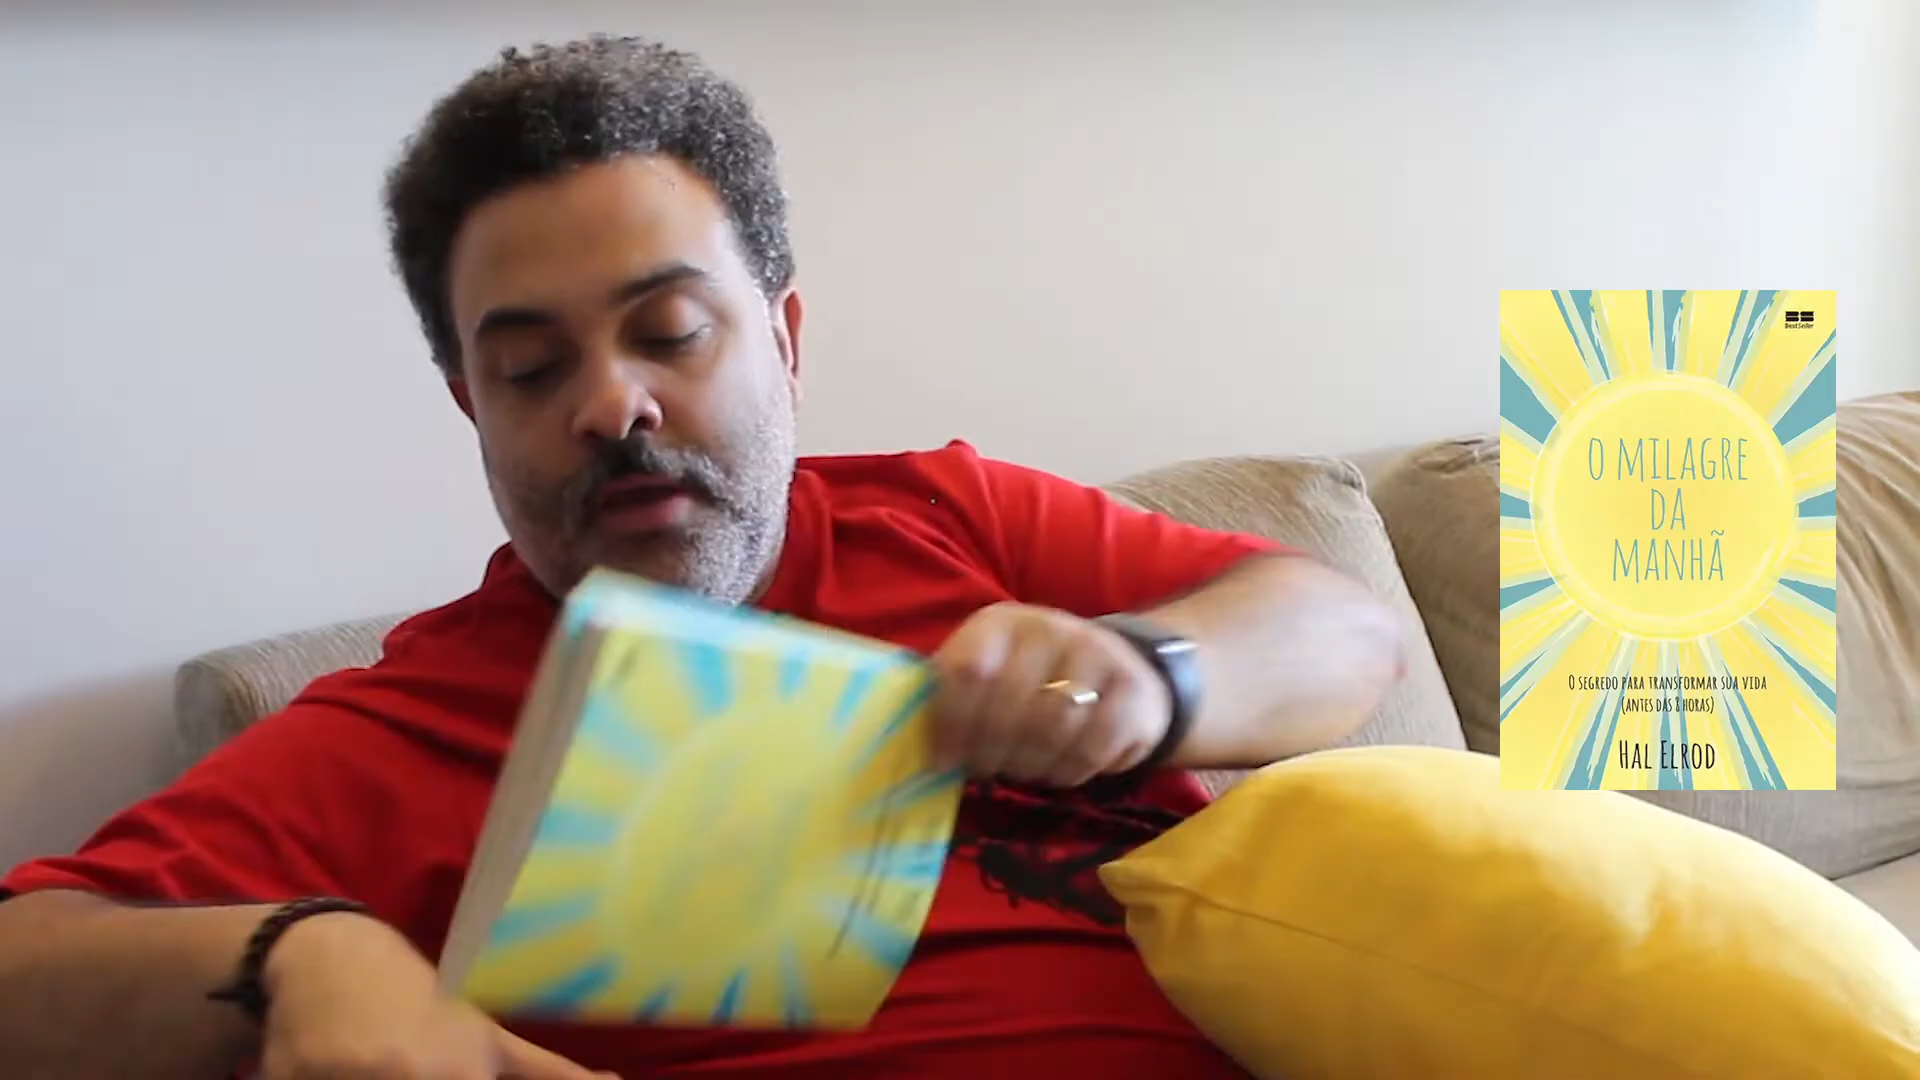 BestSeller
O MILAGRE
DA
MANHÃ
O SEGREDO PARA TRANSFORMAR SUA VIDA
(ANTES DAS 8 HORAS)
HAL ELROD